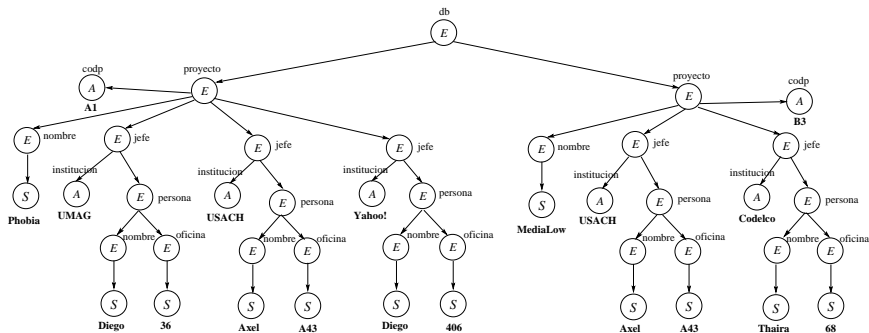 db
E
codp
proyecto
proyecto
codp
A
E
E
A
A1
B3
E
nombre
E
jefe
E
jefe
E
jefe
E
nombre
E
jefe
E
jefe
institucion
institucion
institucion
institucion
institucion
S
A
E
persona
A
E
persona
A
E
persona
S
A
E
persona
A
E
persona
Phobia
UMAG
USACH
Yahoo!
MediaLow
USACH
Codelco
nombre
oficina
nombre
oficina
nombre
oficina
nombre
oficina
nombre
oficina
E
E
E
E
E
E
E
E
E
E
S
S
S
S
S
S
S
S
S
S
Diego
36
Axel
A43
Diego
406
Axel
A43
Thaira
68